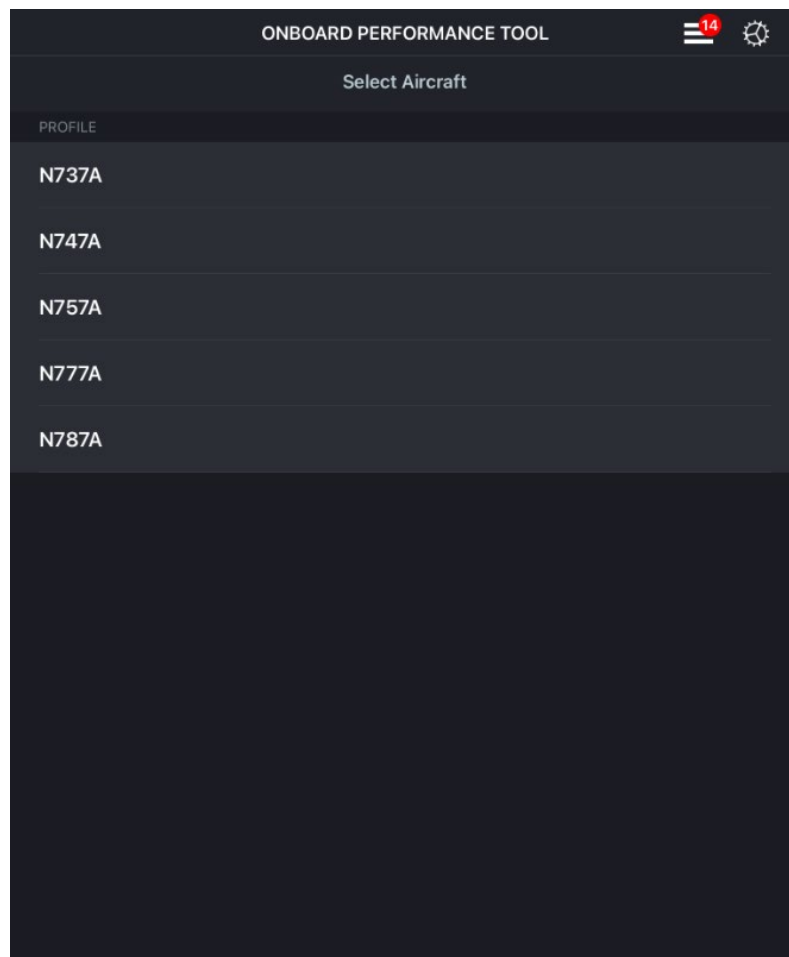 ONBOARD PERFORMANCE TOOL
14
Select Aircraft
PROFILE
N737A
N747A
N757A
N777A
N787A